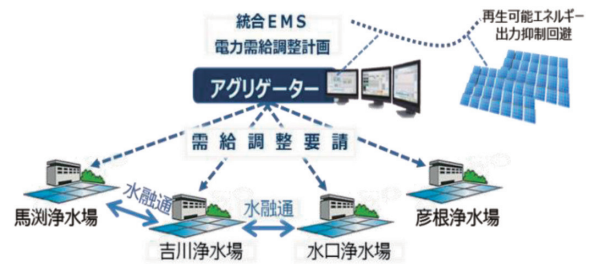 統合EMS
電力需給調整計画
再生可能エネルギー
出力抑制回避
アグリゲーター
需給調整要請
馬渕浄水場
水融通
吉川浄水場
水融通
水口浄水場
彦根浄水場